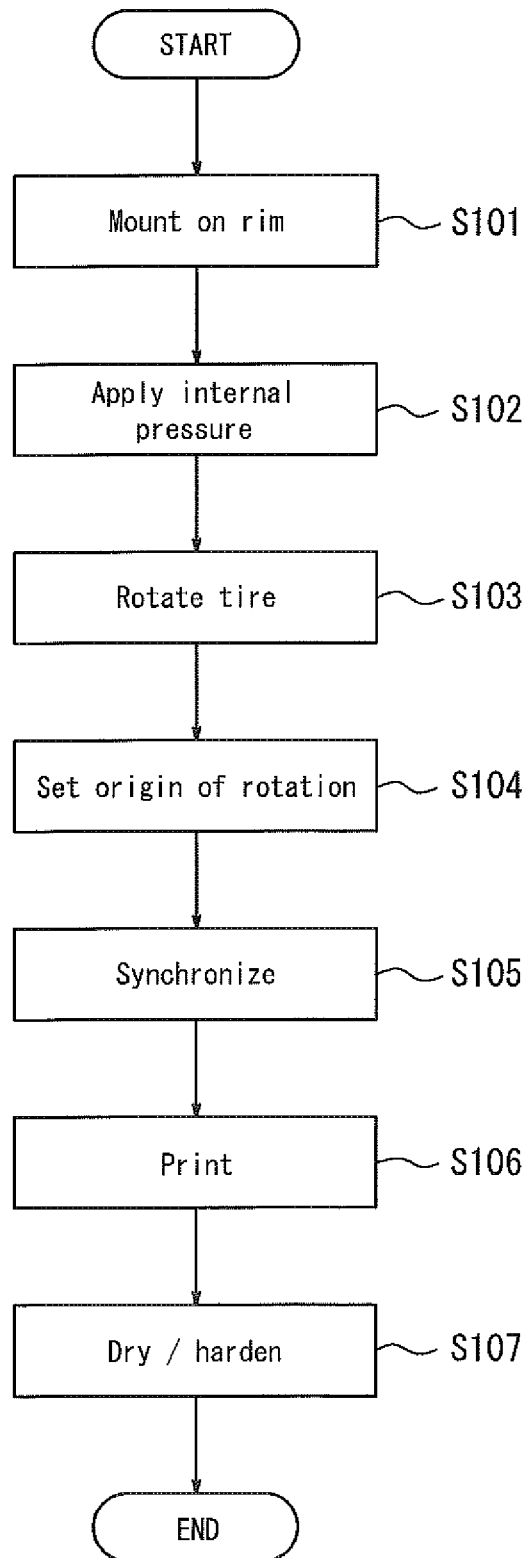 START
Mount on rim
S101
Apply internal
pressure
S102
Rotate tire
S103
Set origin of rotation
S104
Synchronize
S105
Print
S106
Dry / harden
S107
END